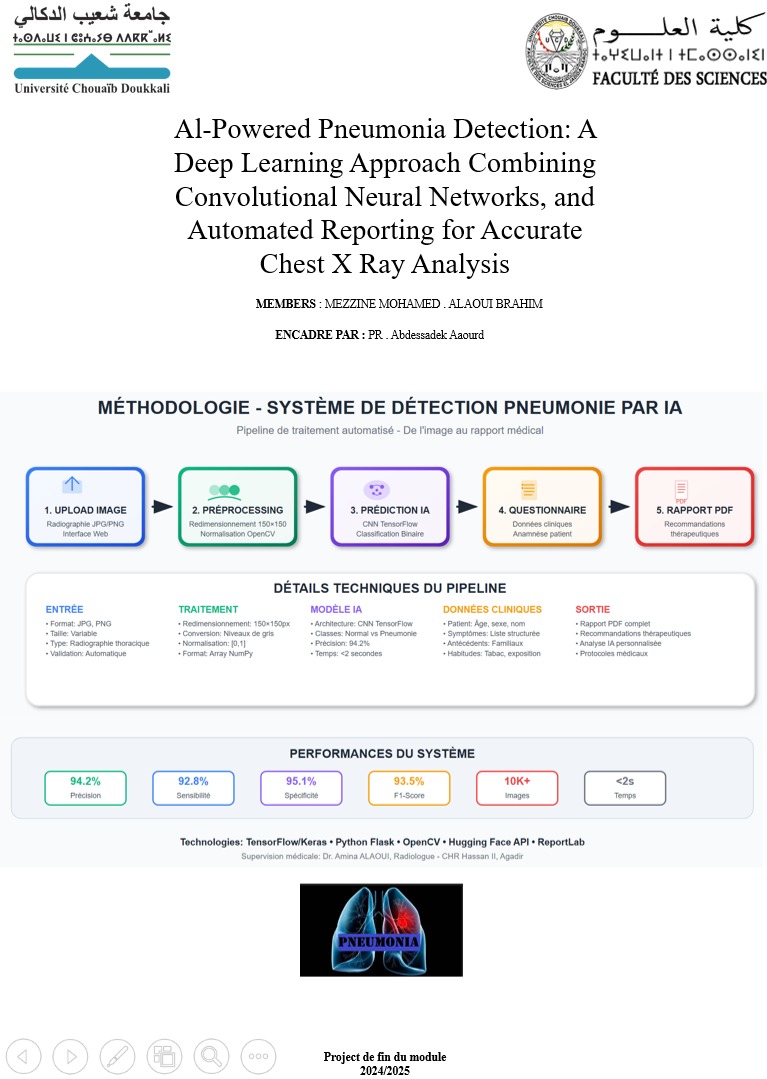 جامعة شعيب الدكالي
Université Chouaïb Doukkali
كلية العلــــوم
FACULTÉ DES SCIENCES
Al-Powered Pneumonia Detection: A
Deep Learning Approach Combining
Convolutional Neural Networks, and
Automated Reporting for Accurate
Chest X Ray Analysis
MEMBERS : MEZZINE MOHAMED . ALAOUI BRAHIM
ENCADRE PAR : PR . Abdessadek Aaourd
MÉTHODOLOGIE - SYSTÈME DE DÉTECTION PNEUMONIE PAR IA
Pipeline de traitement automatisé - De l'image au rapport médical
1. UPLOAD IMAGE
Radiographie JPG/PNG
Interface Web
2. PRÉPROCESSING
Redimensionnement 150×150
Normalisation OpenCV
3. PRÉDICTION IA
CNN TensorFlow
Classification Binaire
4. QUESTIONNAIRE
Données cliniques
Anamnèse patient
PDF
5. RAPPORT PDF
Recommandations
thérapeutiques
DÉTAILS TECHNIQUES DU PIPELINE
ENTRÉE
• Format: JPG, PNG
• Taille: Variable
• Type: Radiographie thoracique
• Validation: Automatique
TRAITEMENT
• Redimensionnement: 150×150px
• Conversion: Niveaux de gris
• Normalisation: [0,1]
• Format: Array NumPy
MODÈLE IA
• Architecture: CNN TensorFlow
• Classes: Normal vs Pneumonie
• Précision: 94.2%
• Temps: <2 secondes
DONNÉES CLINIQUES
• Patient: Âge, sexe, nom
• Symptômes: Liste structurée
• Antécédents: Familiaux
• Habitudes: Tabac, exposition
SORTIE
• Rapport PDF complet
• Recommandations thérapeutiques
• Analyse IA personnalisée
• Protocoles médicaux
PERFORMANCES DU SYSTÈME
94.2%
Précision
92.8%
Sensibilité
95.1%
Spécificité
93.5%
F1-Score
10K+
Images
<2s
Temps
Technologies: TensorFlow/Keras • Python Flask • OpenCV • Hugging Face API • ReportLab
Supervision médicale: Dr. Amina ALAOUI, Radiologue - CHR Hassan II, Agadir
PNEUMONIA
Project de fin du module
2024/2025